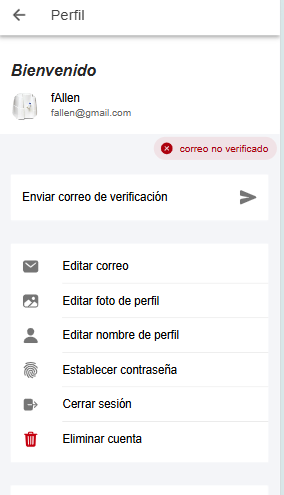 Perfil
Bienvenido
fAllen
fallen@gmail.com
correo no verificado
Enviar correo de verificación
Editar correo
Editar foto de perfil
Editar nombre de perfil
Establecer contraseña
Cerrar sesión
Eliminar cuenta